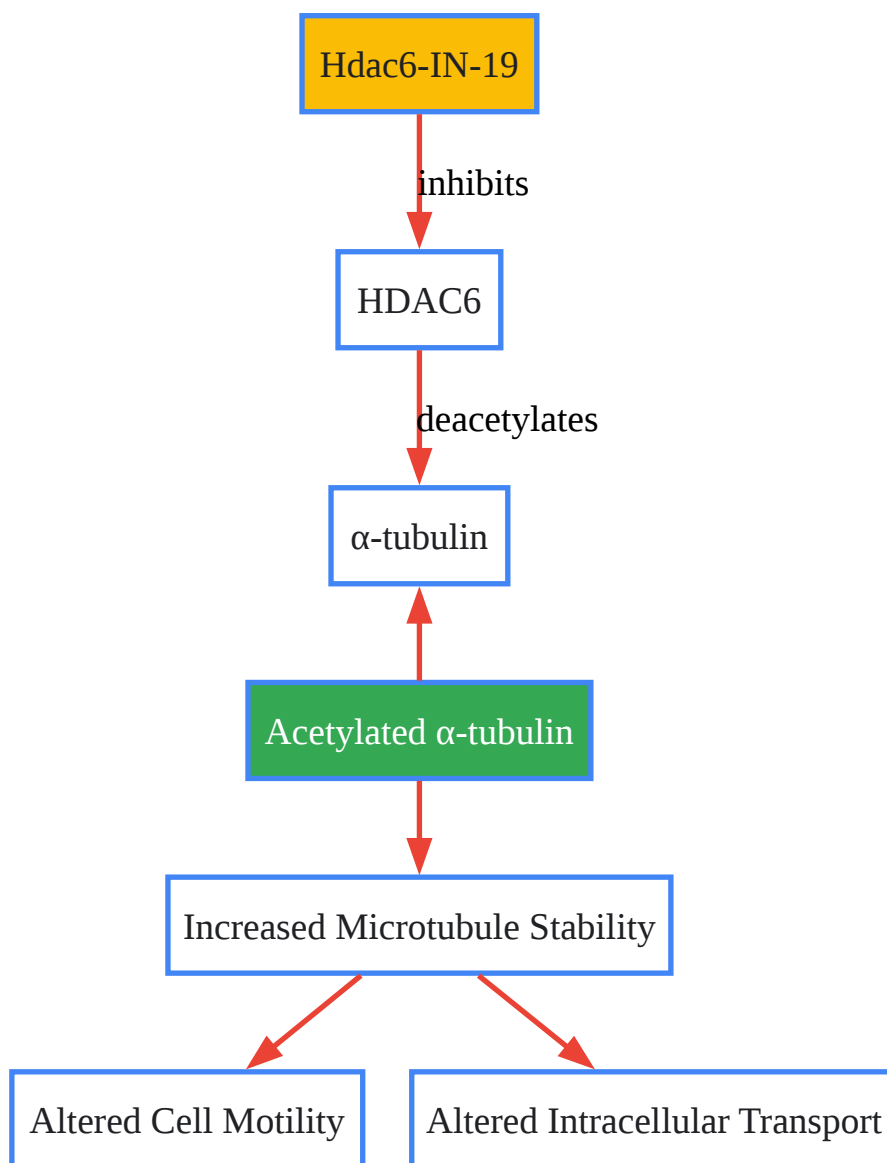 Hdac6-IN-19
inhibits
HDAC6
deacetylates
α-tubulin
Acetylated α-tubulin
Increased Microtubule Stability
Altered Cell Motility
Altered Intracellular Transport